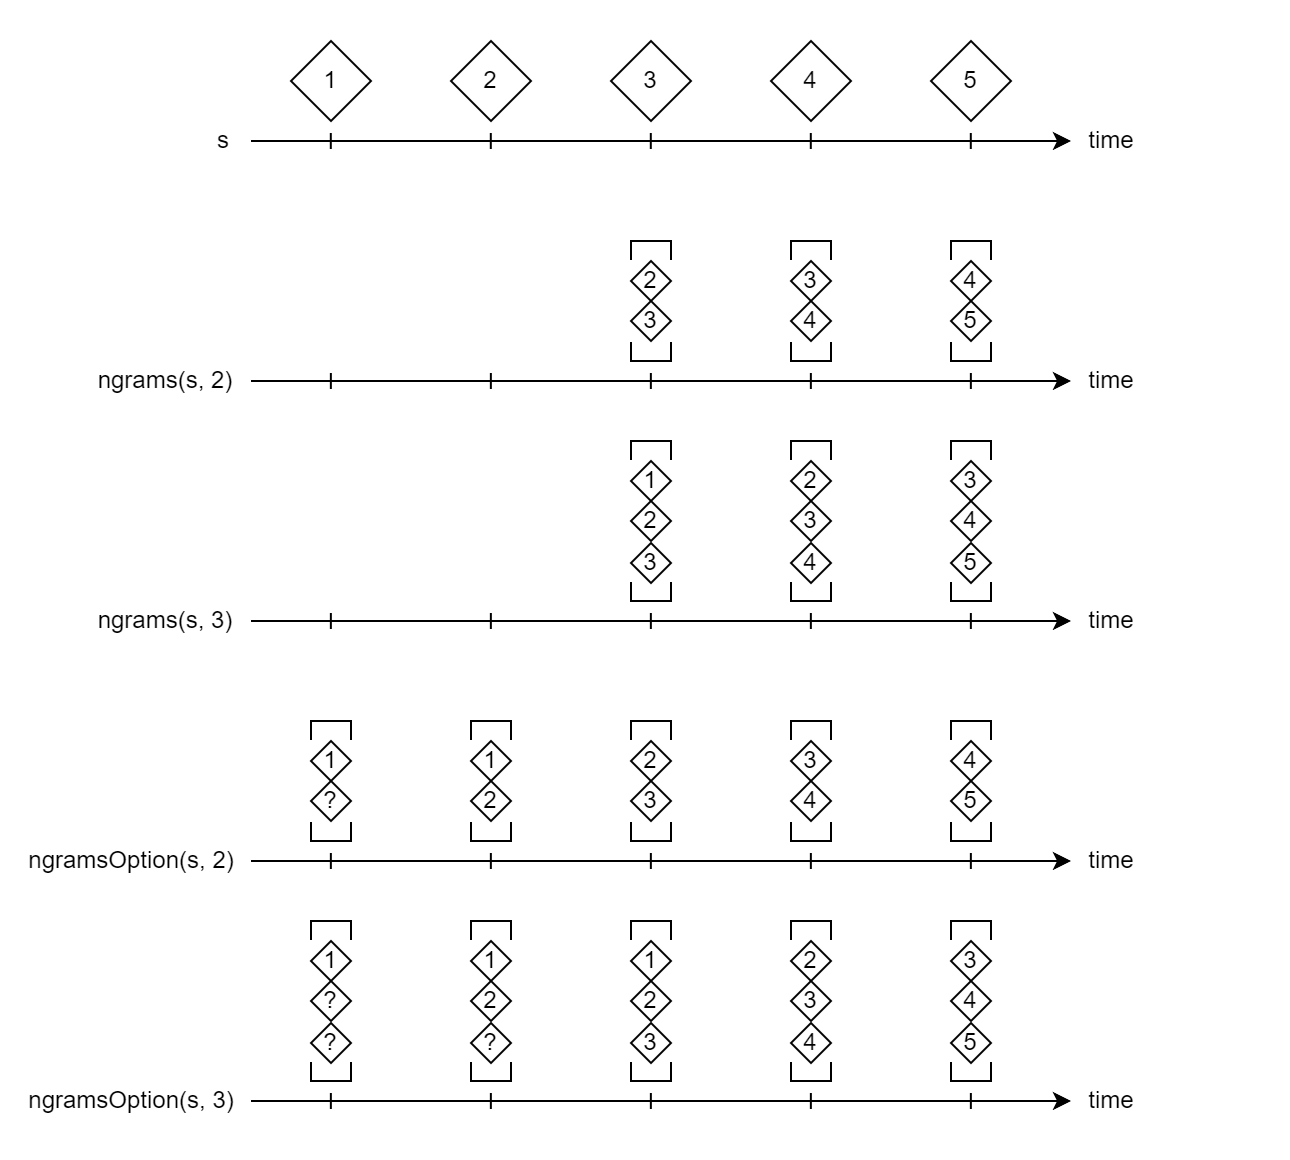 1 2 3 4 5
s time
2 3 4
3 4 5
ngrams(s, 2) time
1 2 3
2 3 4
3 4 5
ngrams(s, 3) time
1 1 2 3 4
? 2 3 4 5
ngramsOption(s, 2) time
1 1 1 2 3
? 2 2 3 4
? ? 3 4 5
ngramsOption(s, 3) time